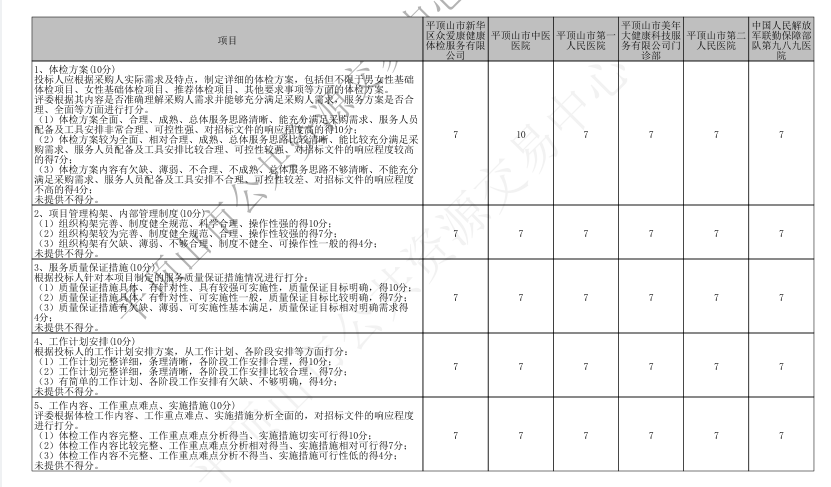 项目
平顶山市新华
区众爱康健康
体检服务有限
公司
平顶山市中医
医院
平顶山市第一
人民医院
平顶山市美年
大健康科技服
务有限公司门
诊部
平顶山市第二
人民医院
中国人民解放
军联勤保障部
队第九八九医
院
1、体检方案(10分)
投标人应根据采购人实际需求及特点，制定详细的体检方案，包括但不限于男女性基础
体检项目、女性基础体检项目、推荐体检项目、其他要求事项等方面的体检方案。
评委根据其内容是否准确理解采购人需求并能够充分满足采购人需求，服务方案是否合
理、全面等方面进行打分。
（1）体检方案全面、合理、成熟、总体服务思路清晰、能充分满足采购需求、服务人员
配备及工具安排非常合理、可控性强、对招标文件的响应程度高的得10分；
（2）体检方案较为全面、相对合理、成熟、总体服务思路比较清晰、能比较充分满足采
购需求、服务人员配备及工具安排比较合理、可控性较强、对招标文件的响应程度较高
的得7分；
（3）体检方案内容有欠缺、薄弱、不合理、不成熟、总体服务思路不够清晰、不能充分
满足采购需求、服务人员配备及工具安排不合理、可控性较差、对招标文件的响应程度
不高的得4分；
未提供不得分。
7 10 7 7 7 7
2、项目管理构架、内部管理制度(10分)
（1）组织构架完善、制度健全规范、科学合理、操作性强的得10分；
（2）组织构架较为完善、制度健全规范、合理、操作性较强的得7分；
（3）组织构架有欠缺、薄弱、不够合理、制度不健全、可操作性一般的得4分；
未提供不得分。
7 7 7 7 7 7
3、服务质量保证措施(10分)
根据投标人针对本项目制定的服务质量保证措施情况进行打分：
（1）质量保证措施具体、有针对性、具有较强可实施性，质量保证目标明确，得10分；
（2）质量保证措施具体、有针对性、可实施性一般，质量保证目标比较明确，得7分；
（3）质量保证措施有欠缺、薄弱、可实施性基本满足，质量保证目标相对明确需求得
4分；
未提供不得分。
7 7 7 7 7 7
4、工作计划安排(10分)
根据投标人的工作计划安排方案，从工作计划、各阶段安排等方面打分：
（1）工作计划完整详细，条理清晰，各阶段工作安排合理，得10分；
（2）工作计划完整详细，条理清晰，各阶段工作安排比较合理，得7分；
（3）有简单的工作计划、各阶段工作安排有欠缺、不够明确，得4分；
未提供不得分。
7 7 7 7 7 7
5、工作内容、工作重点难点、实施措施(10分)
评委根据体检工作内容、工作重点难点、实施措施分析全面的，对招标文件的响应程度
进行打分。
（1）体检工作内容完整、工作重点难点分析得当、实施措施切实可行得10分；
（2）体检工作内容比较完整、工作重点难点分析相对得当、实施措施相对可行得7分；
（3）体检工作内容不完整、工作重点难点分析不得当、实施措施可行性低的得4分；
未提供不得分。
7 7 7 7 7 7
平顶山市公共资源交易中心
平顶山市公共资源交易中心